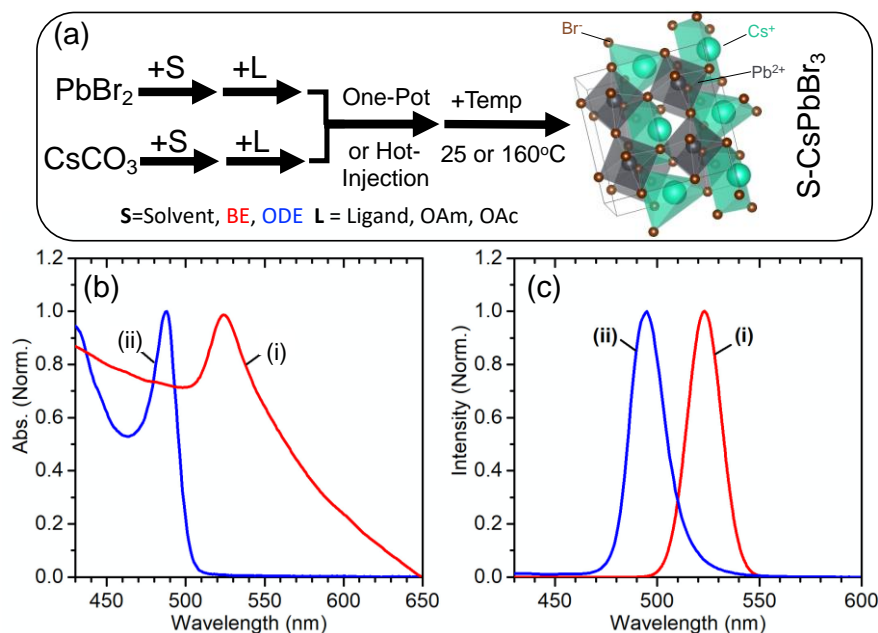 (a)
PbBr₂ +S +L
CsCO₃ +S +L
One-Pot
or Hot-
Injection
+Temp
25 or 160ᵒC
Br⁻
Cs⁺
Pb²⁺
S-CsPbBr₃
S=Solvent, BE, ODE L = Ligand, OAm, OAc
(b)
Abs. (Norm.)
1.2
1.0
0.8
0.6
0.4
0.2
0.0
(ii)
(i)
450 500 550 600 650
Wavelength (nm)
(c)
Intensity (Norm.)
1.2
1.0
0.8
0.6
0.4
0.2
0.0
(ii)
(i)
450 500 550 600
Wavelength (nm)